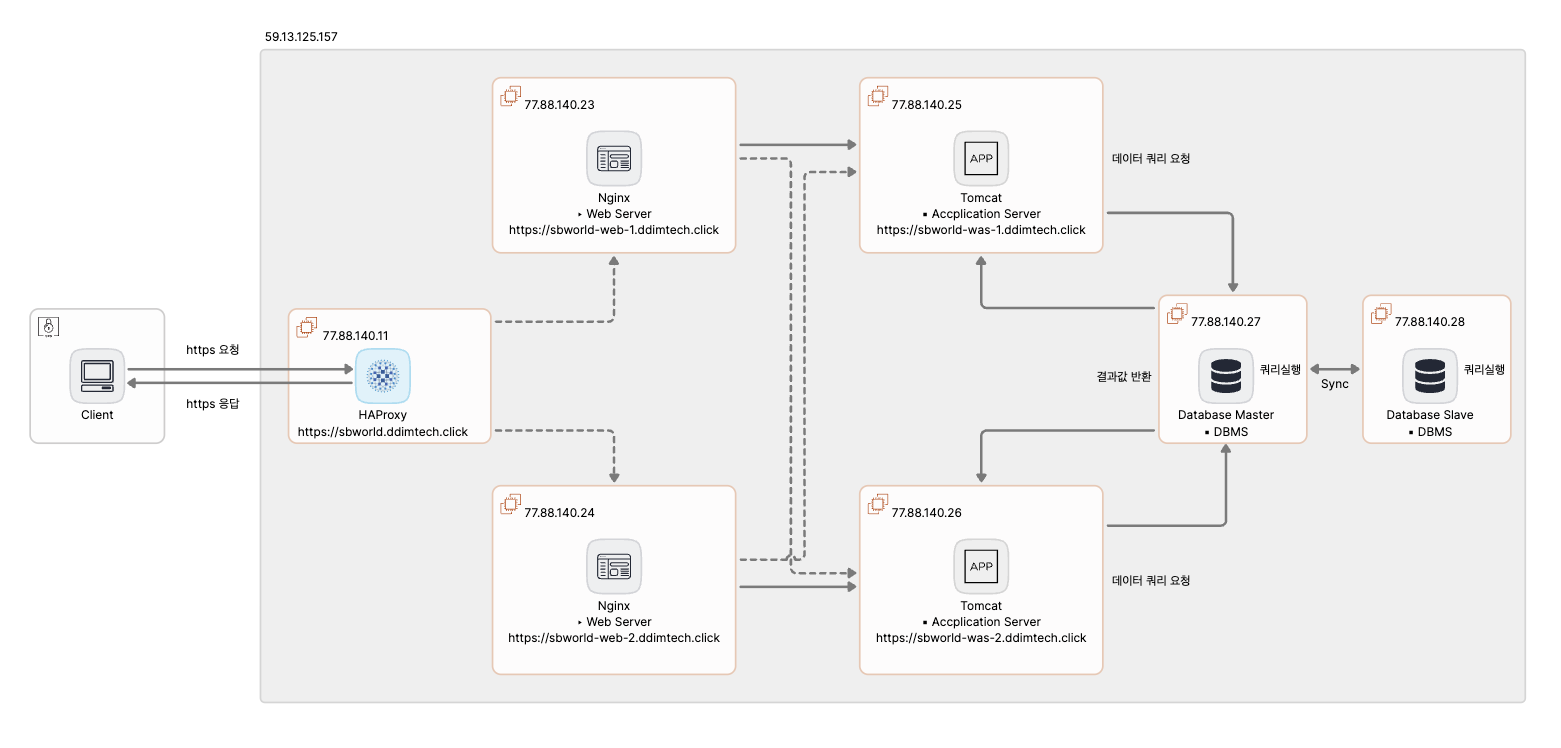 59.13.125.157
77.88.140.23
Nginx
‣ Web Server
https://sbworld-web-1.ddimtech.click
77.88.140.25
APP
Tomcat
▪ Accplication Server
https://sbworld-was-1.ddimtech.click
데이터 쿼리 요청
Client
https 요청
https 응답
77.88.140.11
HAProxy
https://sbworld.ddimtech.click
결과값 반환
77.88.140.27
쿼리실행
Database Master
▪ DBMS
Sync
77.88.140.28
쿼리실행
Database Slave
▪ DBMS
77.88.140.24
Nginx
‣ Web Server
https://sbworld-web-2.ddimtech.click
77.88.140.26
APP
Tomcat
▪ Accplication Server
https://sbworld-was-2.ddimtech.click
데이터 쿼리 요청